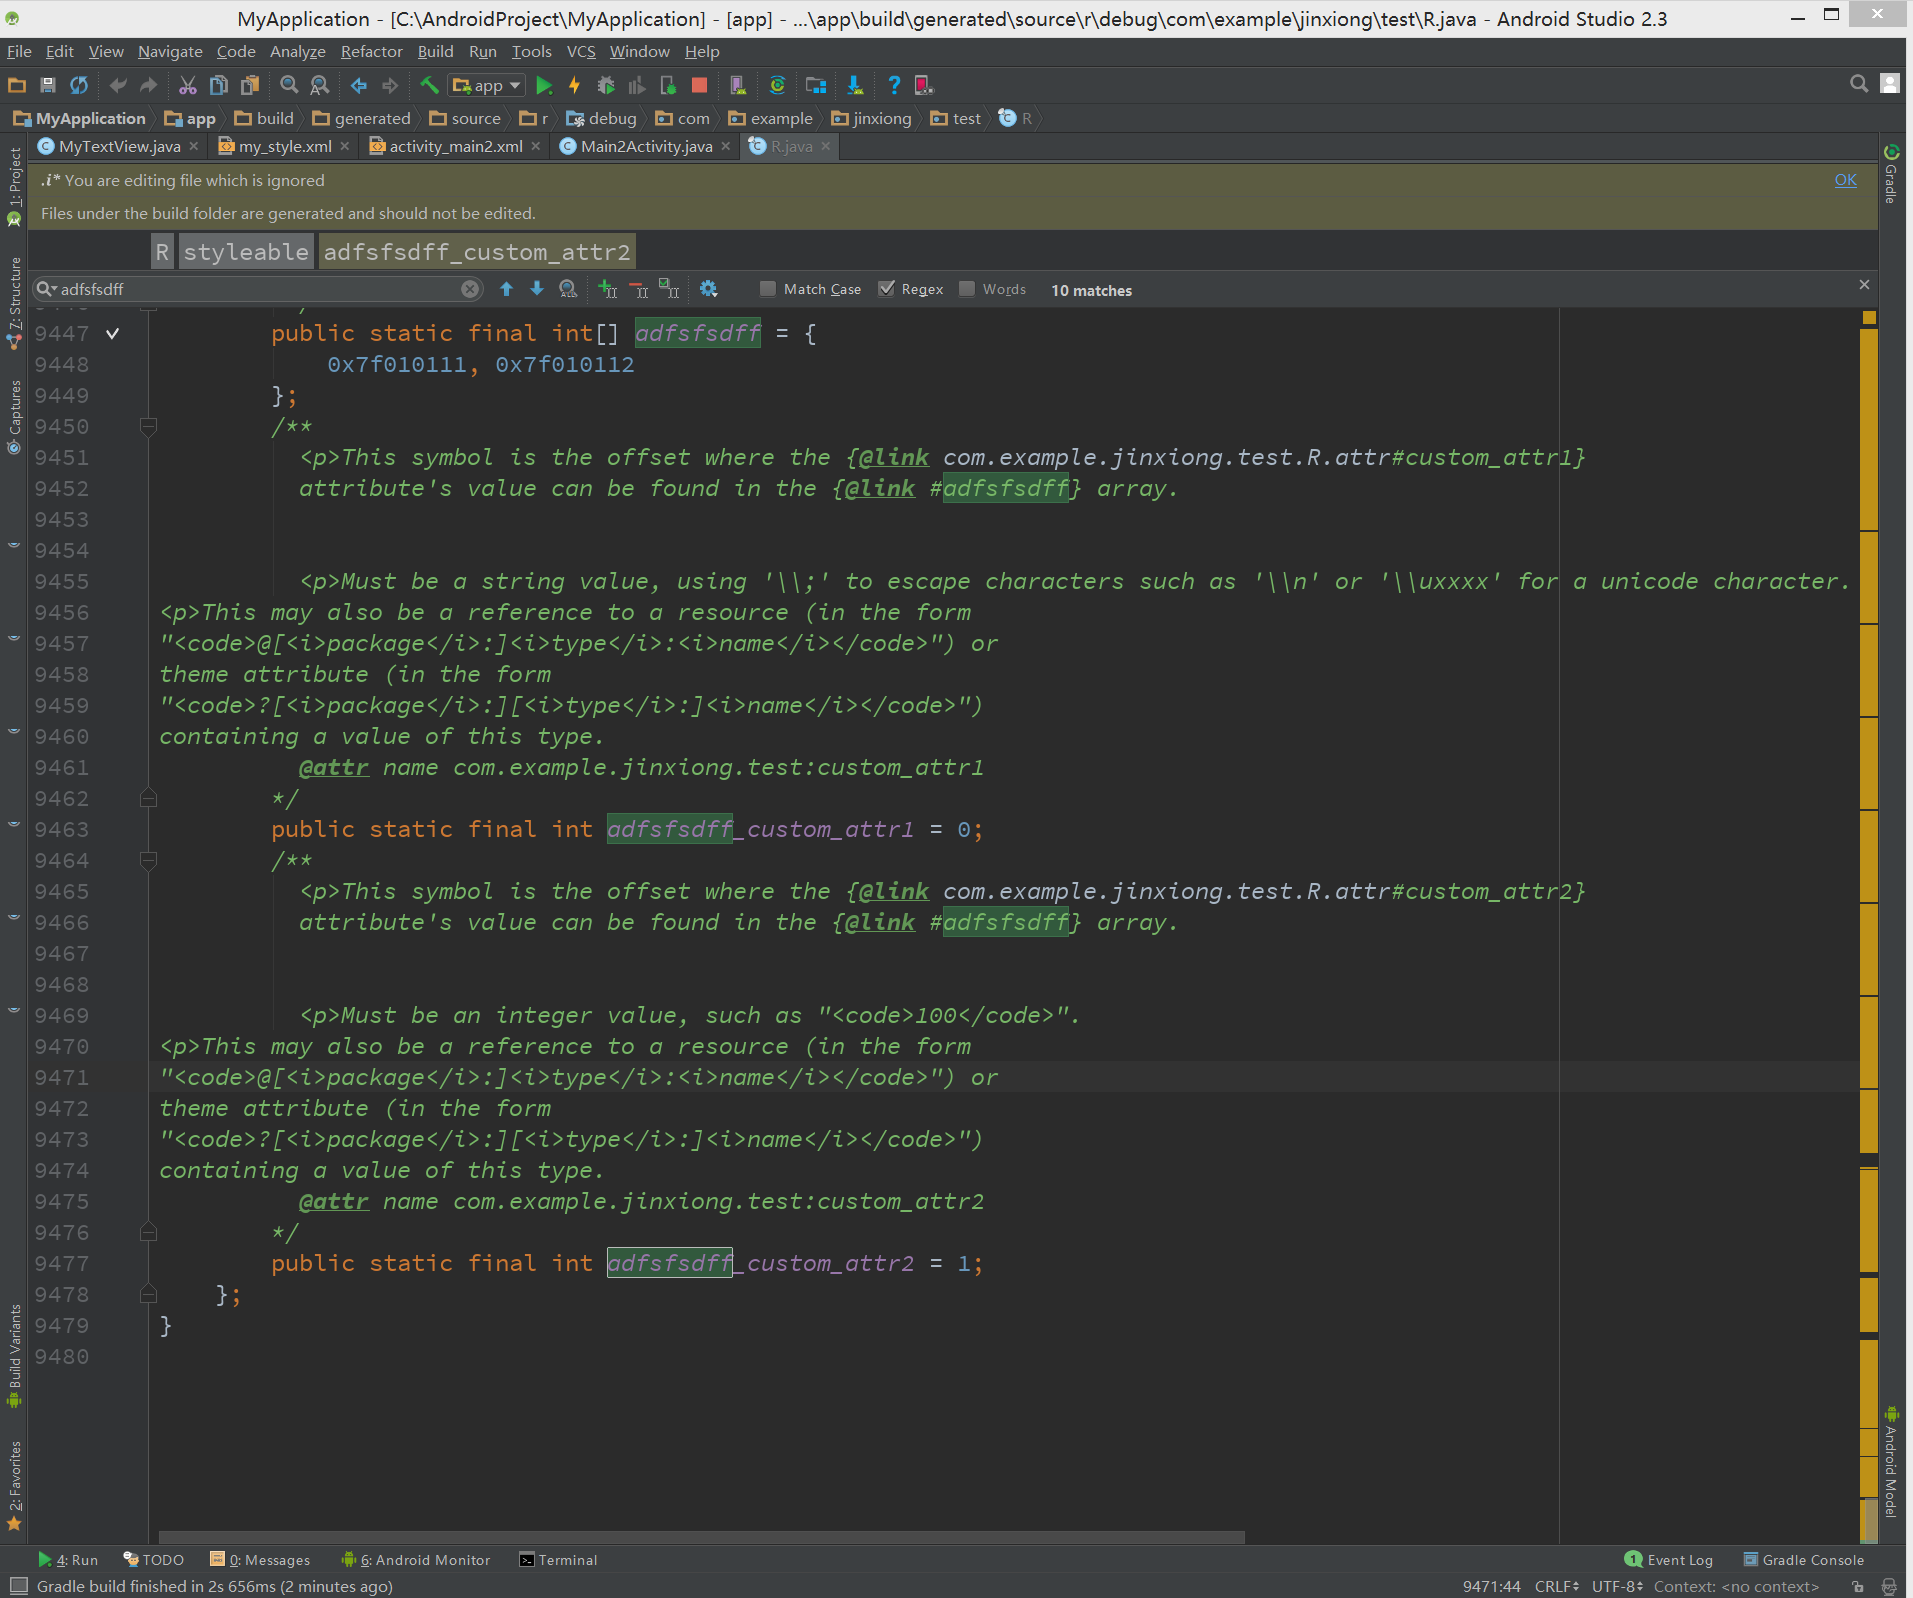 MyApplication - [C:\AndroidProject\MyApplication] - [app] - ...\app\build\generated\source\r\debug\com\example\jinxiong\test\R.java - Android Studio 2.3
File Edit View Navigate Code Analyze Refactor Build Run Tools VCS Window Help
app
MyApplication app build generated source r debug com example jinxiong test R
MyTextView.java my_style.xml activity_main2.xml Main2Activity.java R.java
.i* You are editing file which is ignored OK
Files under the build folder are generated and should not be edited.
R styleable adfsfsdff_custom_attr2
adfsfsdff Match Case Regex Words 10 matches
9447 public static final int[] adfsfsdff = {
9448 0x7f010111, 0x7f010112
9449 };
9450 /**
9451 <p>This symbol is the offset where the {@link com.example.jinxiong.test.R.attr#custom_attr1}
9452 attribute's value can be found in the {@link #adfsfsdff} array.
9453
9454
9455 <p>Must be a string value, using '\\;' to escape characters such as '\\n' or '\\uxxxx' for a unicode character.
9456 <p>This may also be a reference to a resource (in the form
9457 "<code>@[<i>package</i>:]<i>type</i>:<i>name</i></code>") or
9458 theme attribute (in the form
9459 "<code>?[<i>package</i>:][<i>type</i>:]<i>name</i></code>")
9460 containing a value of this type.
9461 @attr name com.example.jinxiong.test:custom_attr1
9462 */
9463 public static final int adfsfsdff_custom_attr1 = 0;
9464 /**
9465 <p>This symbol is the offset where the {@link com.example.jinxiong.test.R.attr#custom_attr2}
9466 attribute's value can be found in the {@link #adfsfsdff} array.
9467
9468
9469 <p>Must be an integer value, such as "<code>100</code>".
9470 <p>This may also be a reference to a resource (in the form
9471 "<code>@[<i>package</i>:]<i>type</i>:<i>name</i></code>") or
9472 theme attribute (in the form
9473 "<code>?[<i>package</i>:][<i>type</i>:]<i>name</i></code>")
9474 containing a value of this type.
9475 @attr name com.example.jinxiong.test:custom_attr2
9476 */
9477 public static final int adfsfsdff_custom_attr2 = 1;
9478 };
9479 }
9480
1: Project
7: Structure
Captures
Build Variants
2: Favorites
Gradle
Android Model
4: Run TODO 0: Messages 6: Android Monitor Terminal 1 Event Log Gradle Console
Gradle build finished in 2s 656ms (2 minutes ago) 9471:44 CRLF UTF-8 Context: <no context>